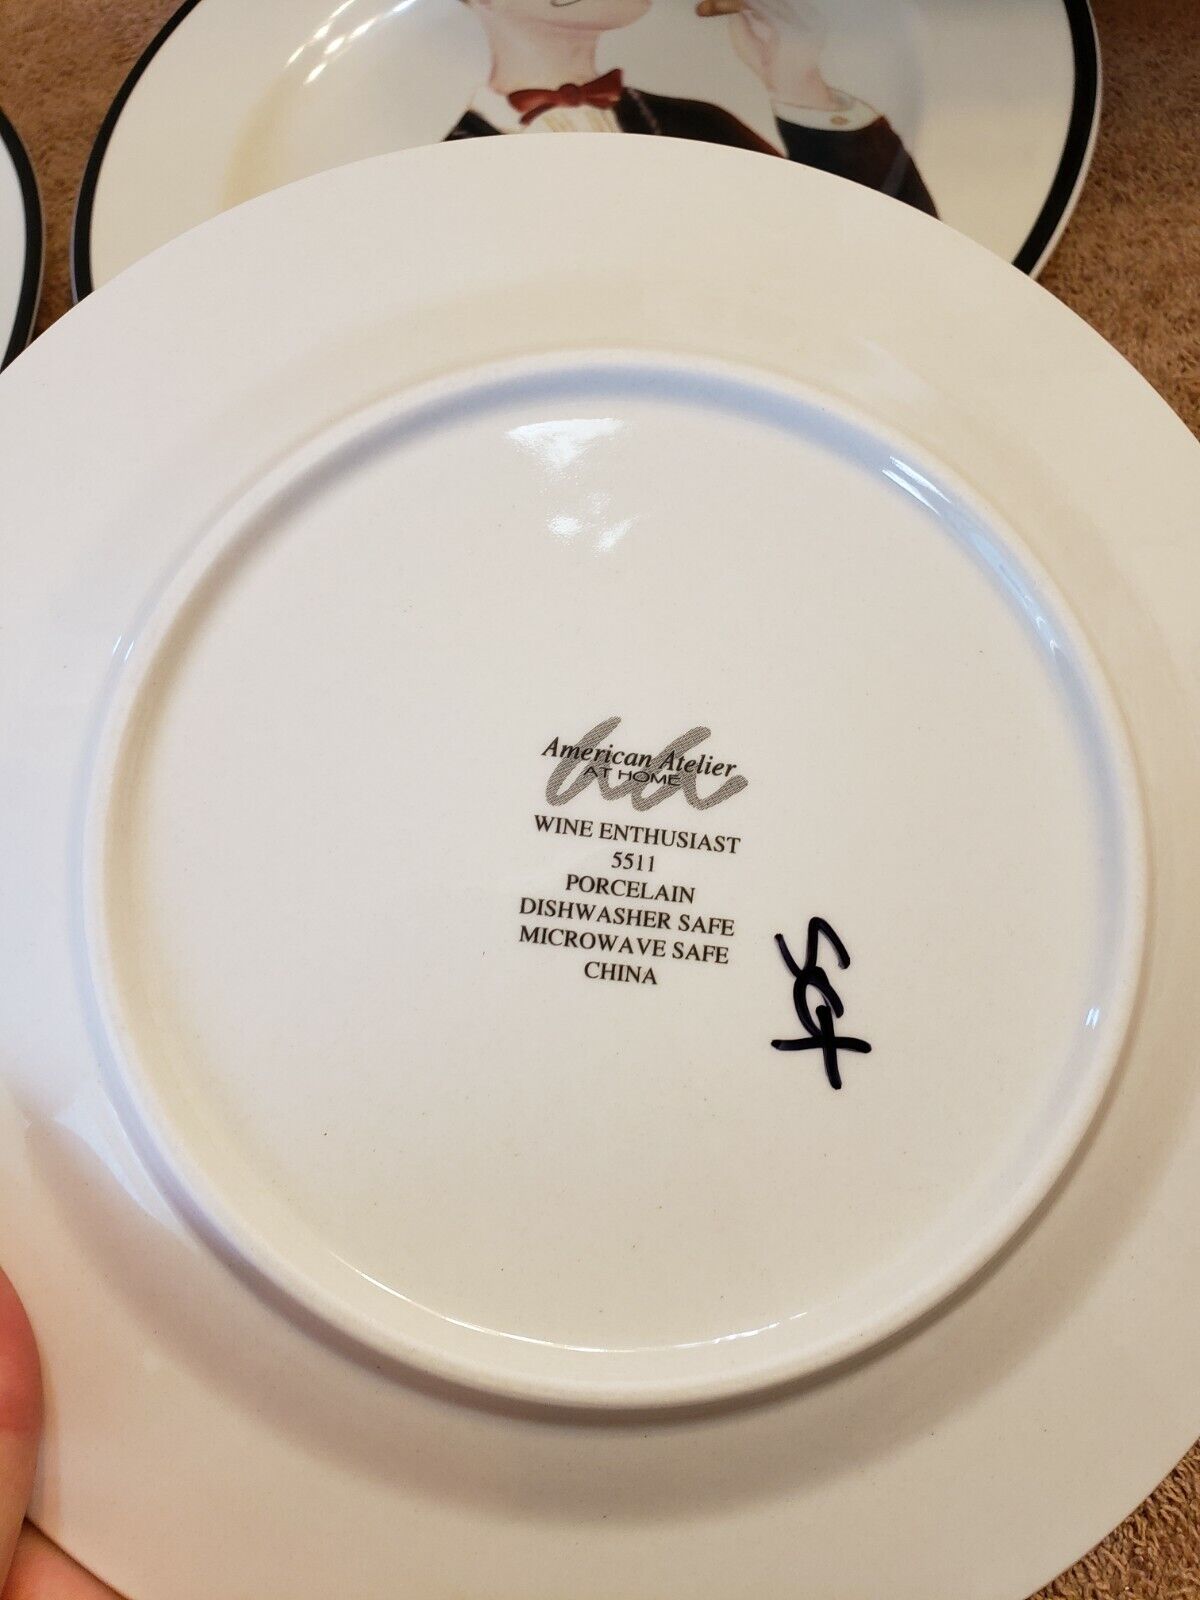 American Atelier
AT HOME
WINE ENTHUSIAST
5511
PORCELAIN
DISHWASHER SAFE
MICROWAVE SAFE
CHINA